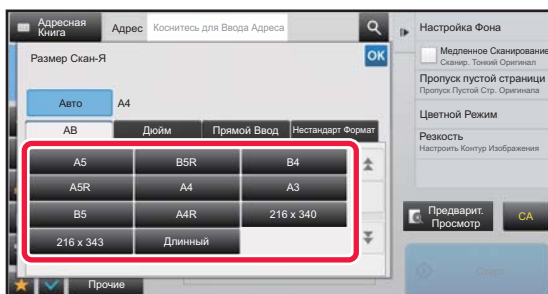 Адресная Книга
Адрес
Коснитесь для Ввода Адреса
Настройка Фона
Размер Скан-Я
OK
Медленное Сканирование
Сканир. Тонкий Оригинал
Пропуск пустой страници
Пропуск Пустой Стр. Оригинала
Авто
A4
Цветной Режим
AB
Дюйм
Прямой Ввод
Нестандарт Формат
Резкость
Настроить Контур Изображения
A5
B5R
B4
A5R
A4
A3
B5
A4R
216 x 340
Предварит. Просмотр
CA
216 x 343
Длинный
Прочие
Старт